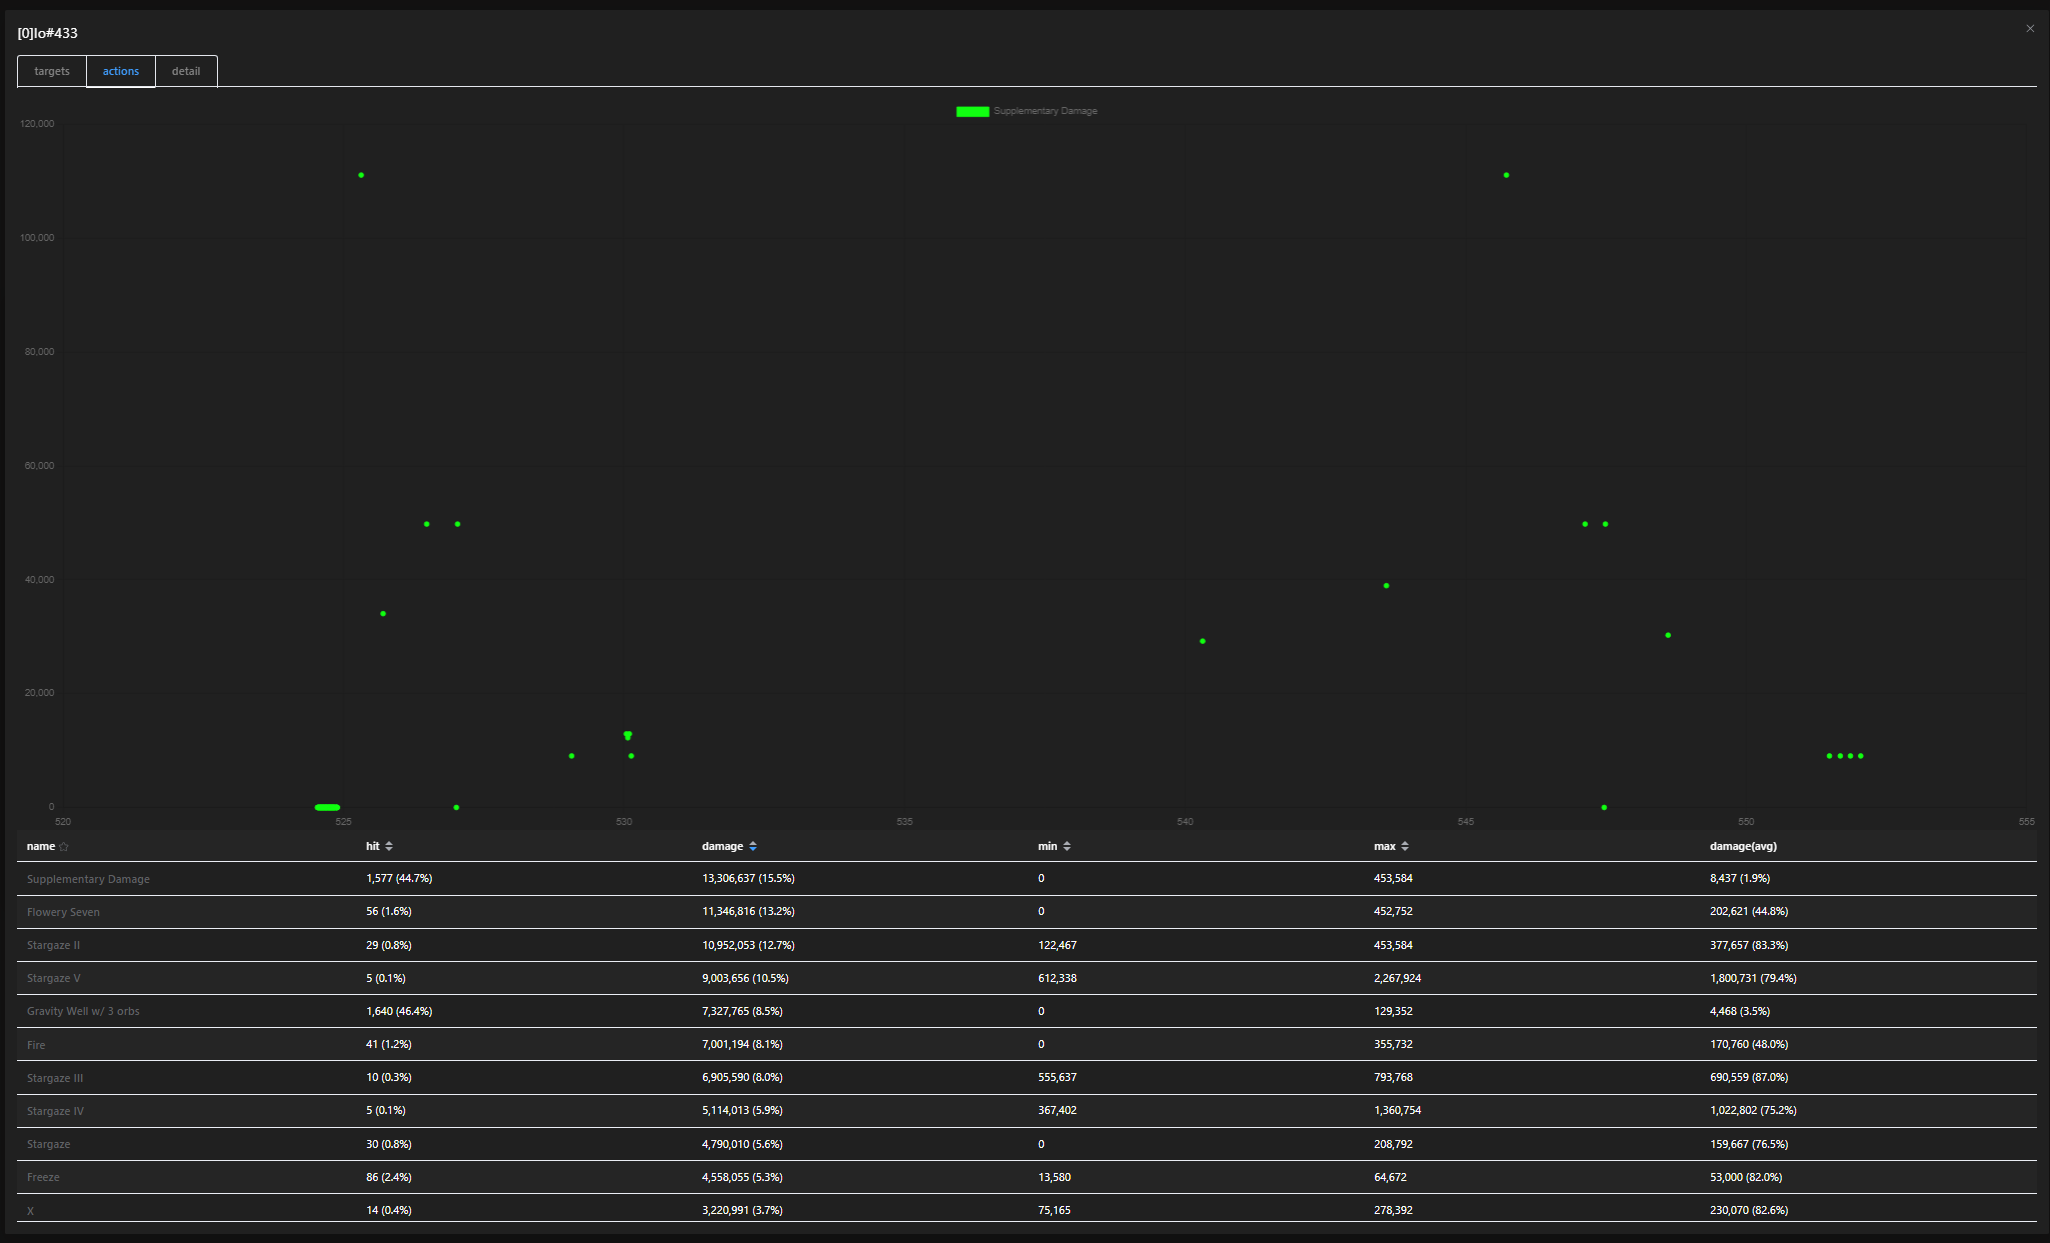 [0]Io#433
targets actions detail
Supplementary Damage
120,000
100,000
80,000
60,000
40,000
20,000
0
520 525 530 535 540 545 550 555
name hit damage min max damage(avg)
Supplementary Damage 1,577 (44.7%) 13,306,637 (15.5%) 0 453,584 8,437 (1.9%)
Flowery Seven 56 (1.6%) 11,346,816 (13.2%) 0 452,752 202,621 (44.8%)
Stargaze II 29 (0.8%) 10,952,053 (12.7%) 122,467 453,584 377,657 (83.3%)
Stargaze V 5 (0.1%) 9,003,656 (10.5%) 612,338 2,267,924 1,800,731 (79.4%)
Gravity Well w/ 3 orbs 1,640 (46.4%) 7,327,765 (8.5%) 0 129,352 4,468 (3.5%)
Fire 41 (1.2%) 7,001,194 (8.1%) 0 355,732 170,760 (48.0%)
Stargaze III 10 (0.3%) 6,905,590 (8.0%) 555,637 793,768 690,559 (87.0%)
Stargaze IV 5 (0.1%) 5,114,013 (5.9%) 367,402 1,360,754 1,022,802 (75.2%)
Stargaze 30 (0.8%) 4,790,010 (5.6%) 0 208,792 159,667 (76.5%)
Freeze 86 (2.4%) 4,558,055 (5.3%) 13,580 64,672 53,000 (82.0%)
X 14 (0.4%) 3,220,991 (3.7%) 75,165 278,392 230,070 (82.6%)